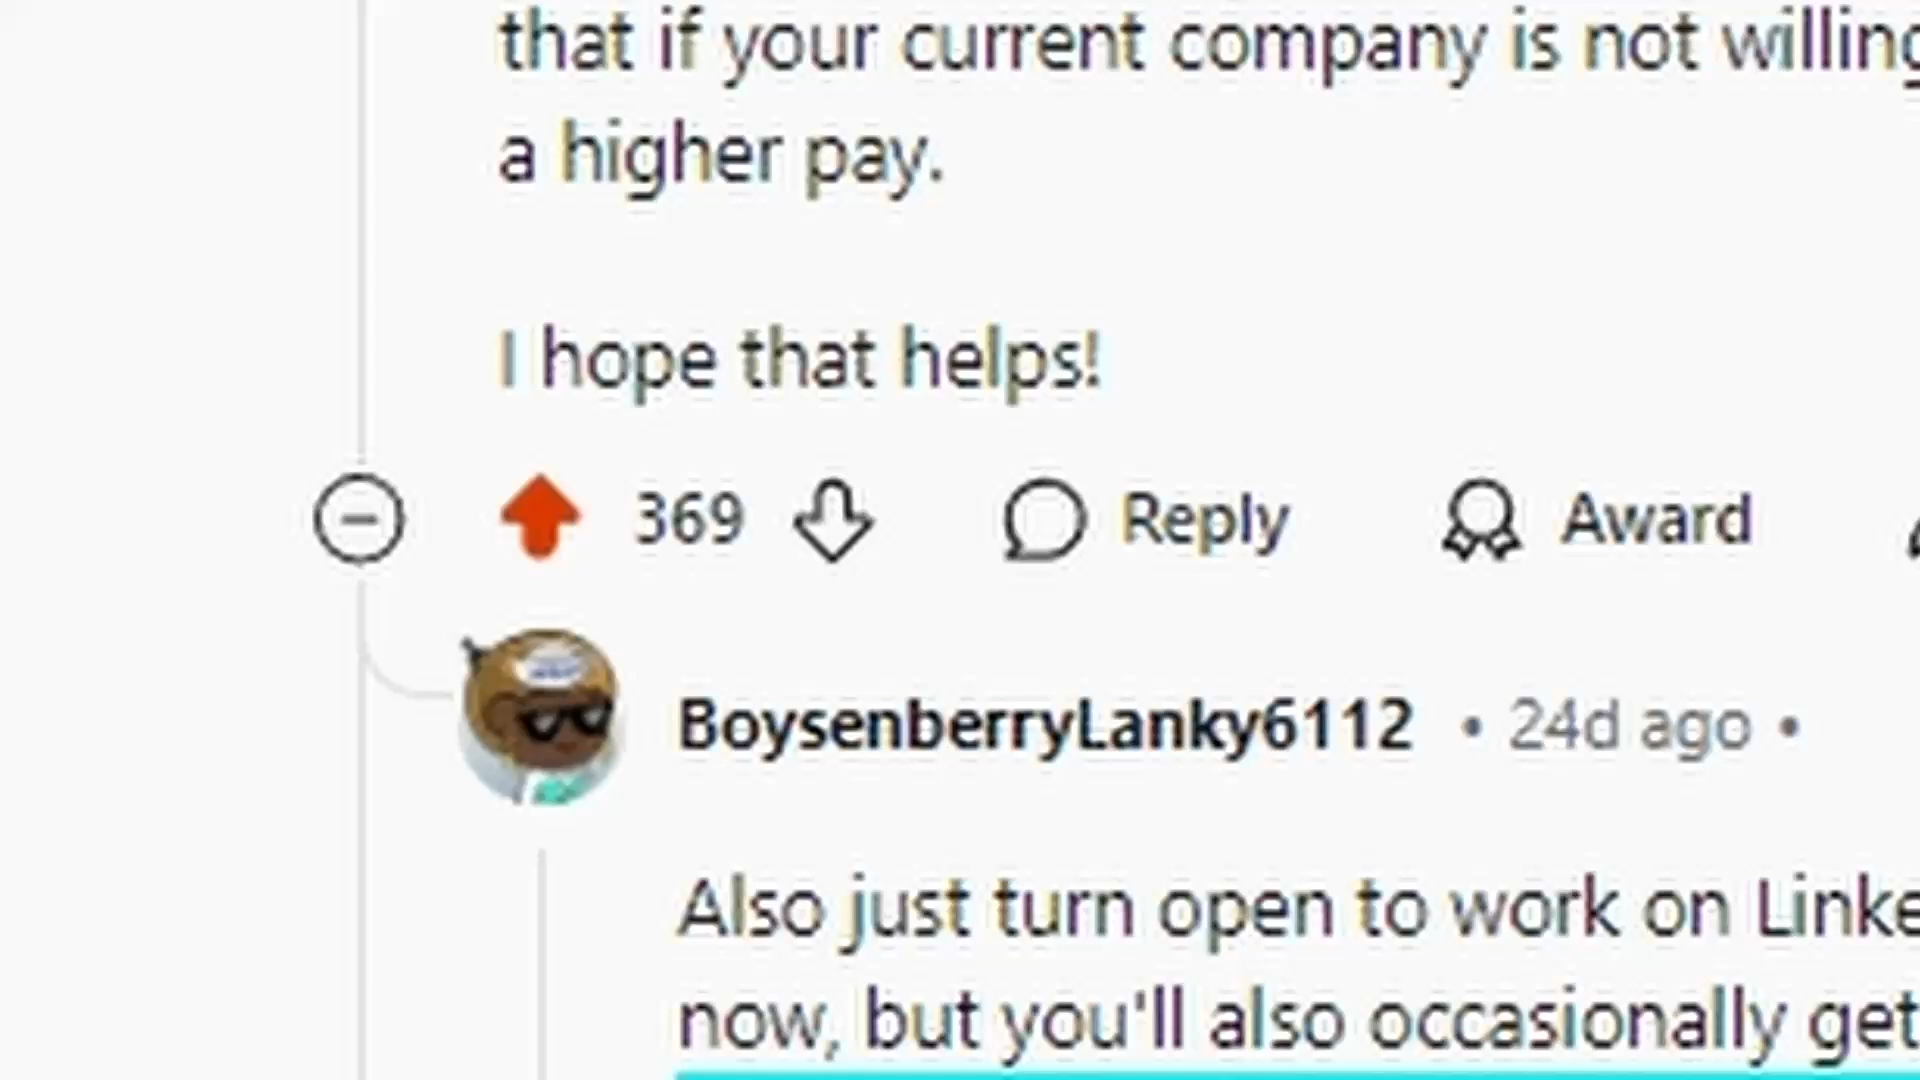 that if your current company is not willing
a higher pay.
I hope that helps!
369 Reply Award
BoysenberryLanky6112 • 24d ago •
Also just turn open to work on Linke
now, but you'll also occasionally get